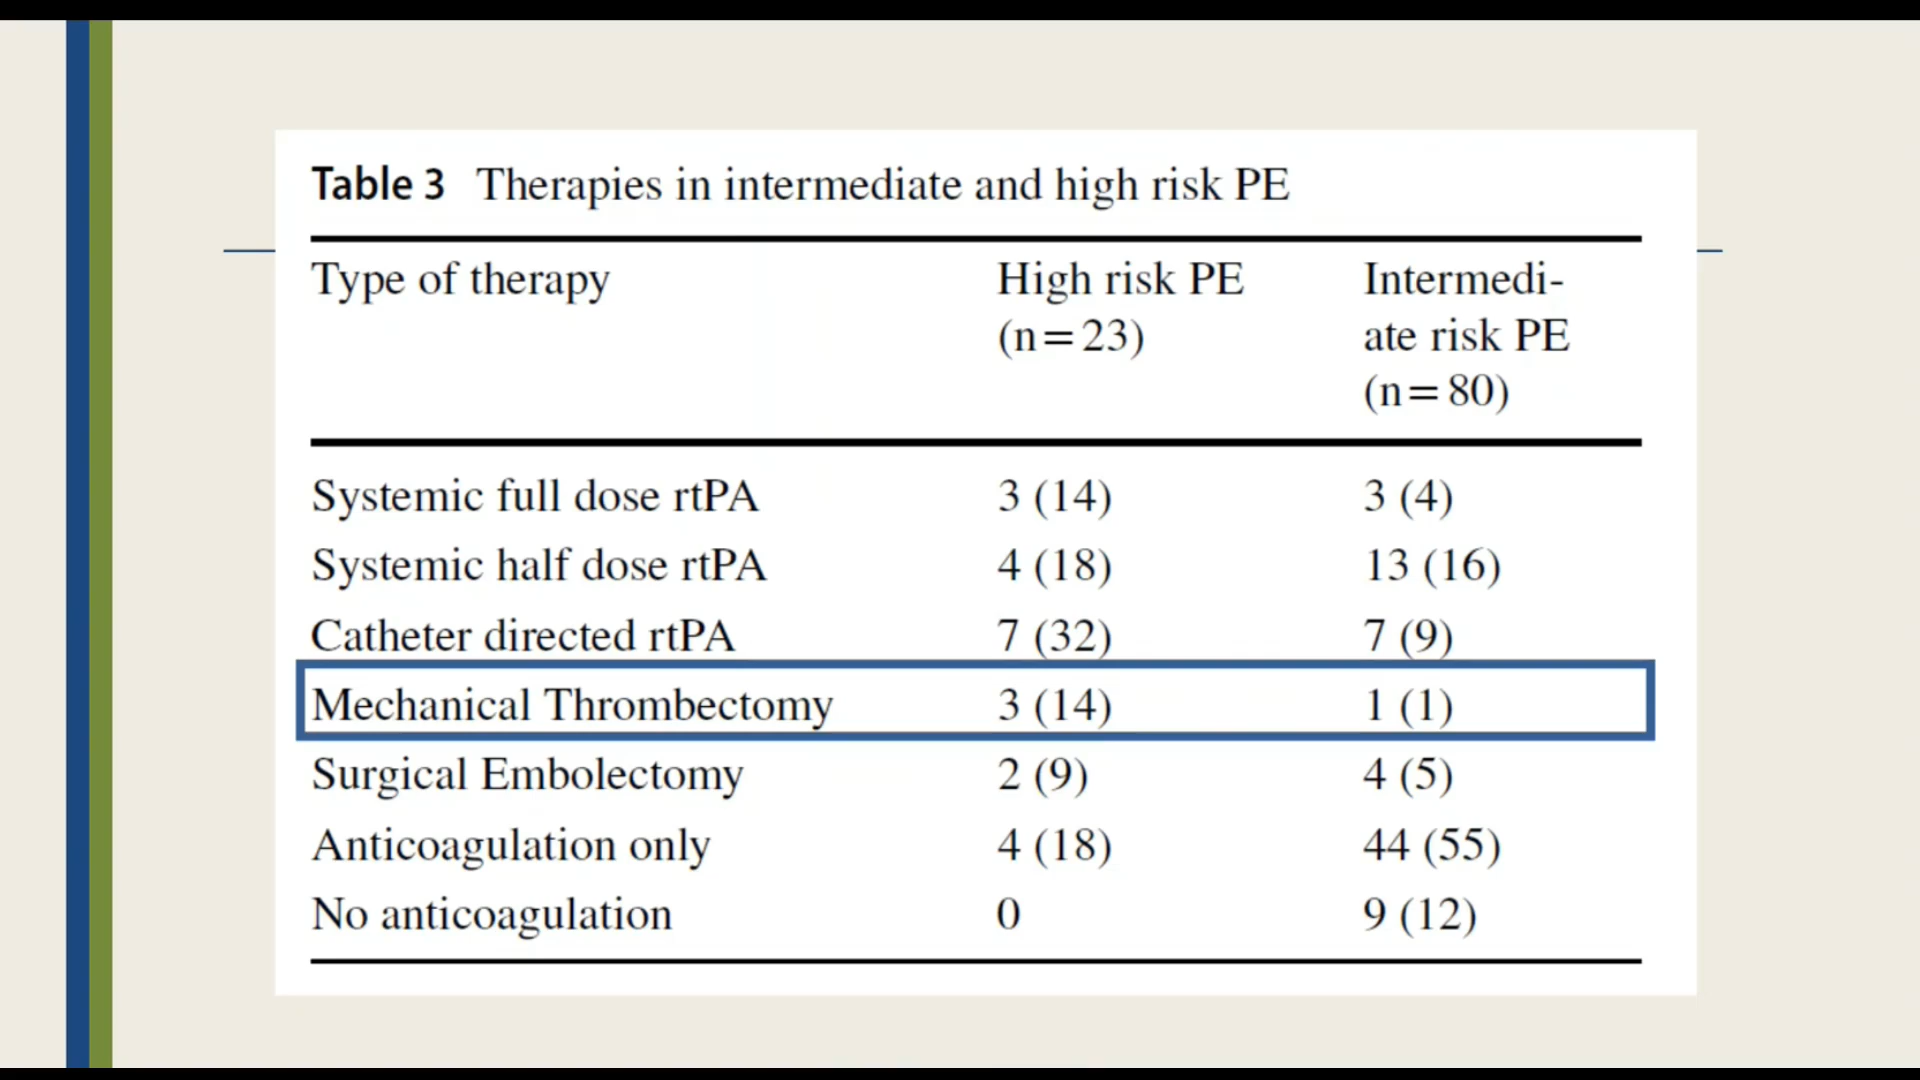 Table 3 Therapies in intermediate and high risk PE
Type of therapy High risk PE (n=23) Intermedi-
ate risk PE
(n=80)
Systemic full dose rtPA 3 (14) 3 (4)
Systemic half dose rtPA 4 (18) 13 (16)
Catheter directed rtPA 7 (32) 7 (9)
Mechanical Thrombectomy 3 (14) 1 (1)
Surgical Embolectomy 2 (9) 4 (5)
Anticoagulation only 4 (18) 44 (55)
No anticoagulation 0 9 (12)